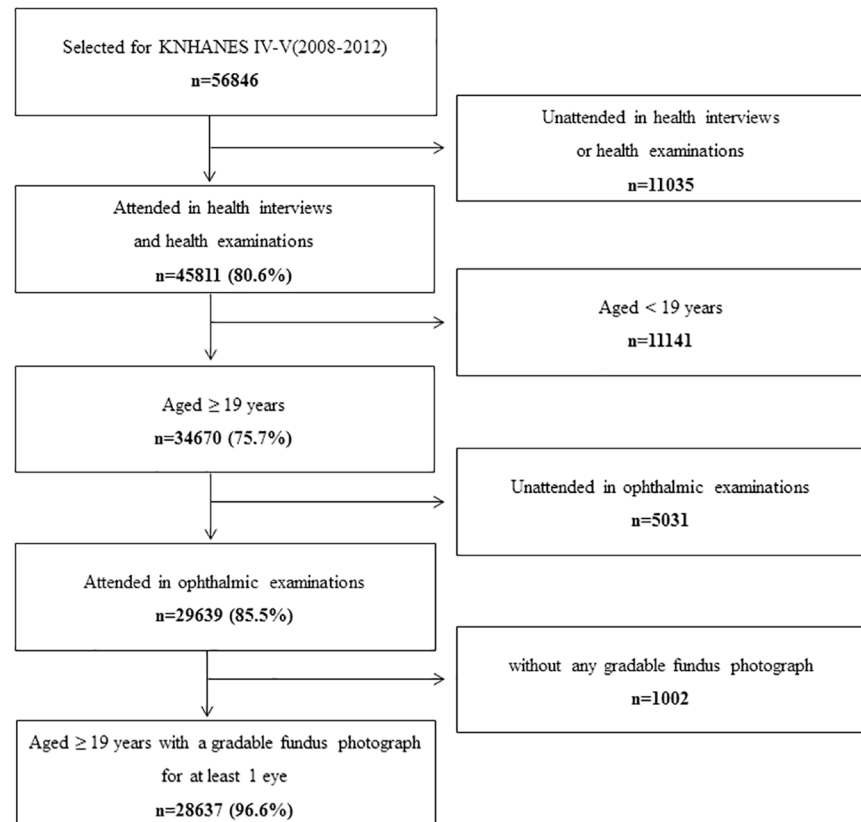 Selected for KNHANES IV-V(2008-2012)
n=56846
Unattended in health interviews
or health examinations
n=11035
Attended in health interviews
and health examinations
n=45811 (80.6%)
Aged < 19 years
n=11141
Aged ≥ 19 years
n=34670 (75.7%)
Unattended in ophthalmic examinations
n=5031
Attended in ophthalmic examinations
n=29639 (85.5%)
without any gradable fundus photograph
n=1002
Aged ≥ 19 years with a gradable fundus photograph
for at least 1 eye
n=28637 (96.6%)